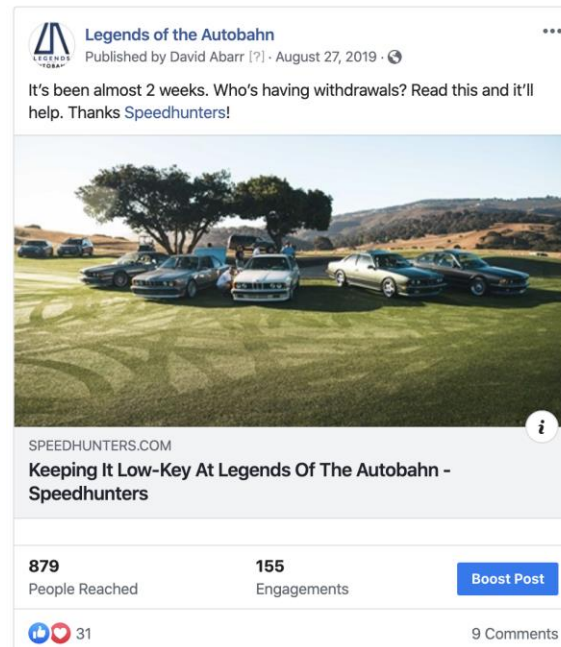 Legends of the Autobahn
Published by David Abarr [?] · August 27, 2019 ·
LEGENDS
It's been almost 2 weeks. Who's having withdrawals? Read this and it'll
help. Thanks Speedhunters!
i
SPEEDHUNTERS.COM
Keeping It Low-Key At Legends Of The Autobahn -
Speedhunters
879
155
People Reached
Engagements
Boost Post
31
9 Comments